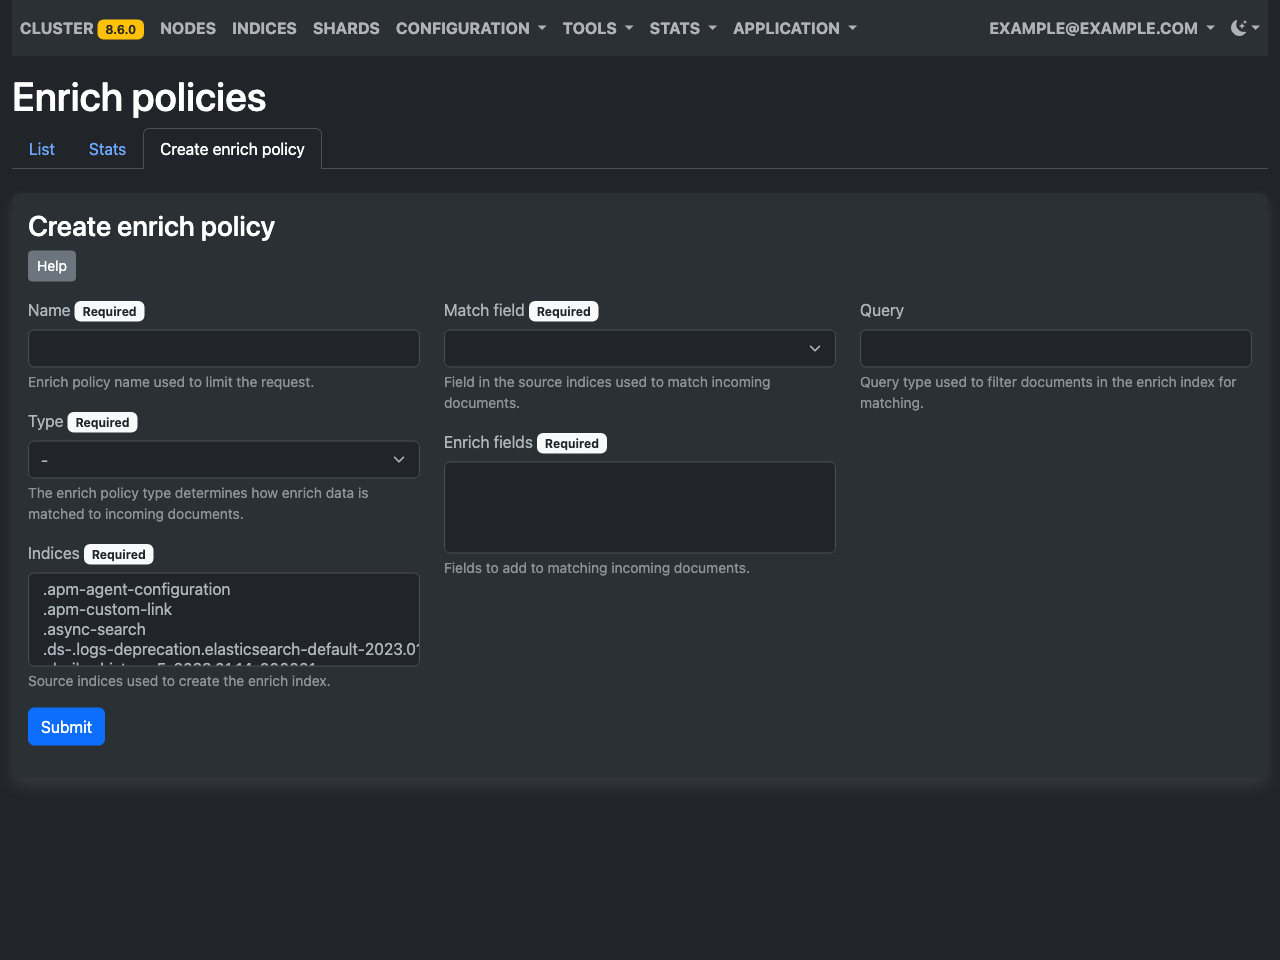 CLUSTER 8.6.0 NODES INDICES SHARDS CONFIGURATION TOOLS STATS APPLICATION EXAMPLE@EXAMPLE.COM
Enrich policies
List Stats Create enrich policy
Create enrich policy
Help
Name Required
Enrich policy name used to limit the request.
Type Required
-
The enrich policy type determines how enrich data is
matched to incoming documents.
Indices Required
.apm-agent-configuration
.apm-custom-link
.async-search
.ds-.logs-deprecation.elasticsearch-default-2023.01
Source indices used to create the enrich index.
Submit
Match field Required
Field in the source indices used to match incoming
documents.
Enrich fields Required
Fields to add to matching incoming documents.
Query
Query type used to filter documents in the enrich index for
matching.